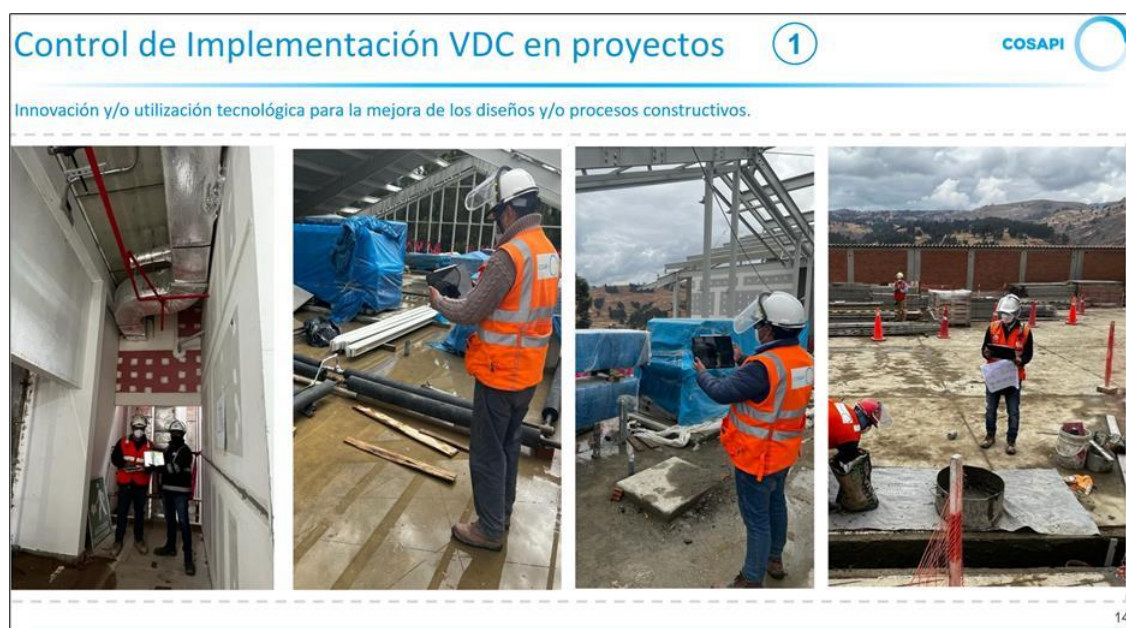 Control de Implementación VDC en proyectos
1
COSAPI
Innovación y/o utilización tecnológica para la mejora de los diseños y/o procesos constructivos.
COSAPI
14